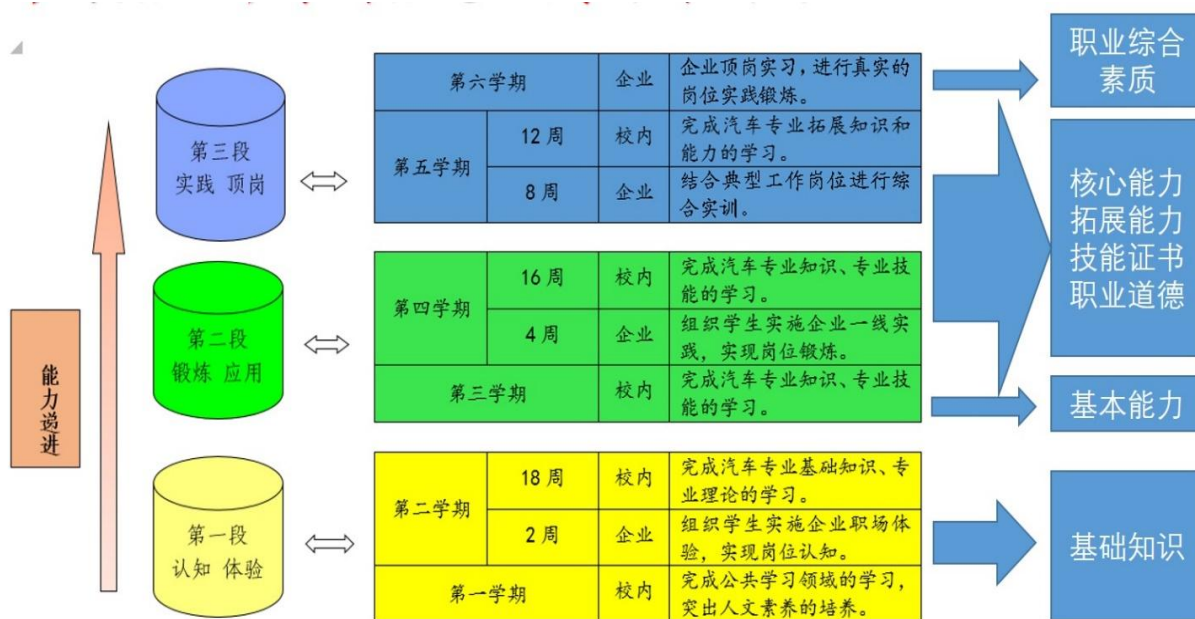 第三段
实践 顶岗
第六学期
企业
企业顶岗实习，进行真实的
岗位实践锻炼。
第五学期
12 周
校内
完成汽车专业拓展知识和
能力的学习。
8 周
企业
结合典型工作岗位进行综
合实训。
职业综合
素质
核心能力
拓展能力
技能证书
职业道德
能力递进
第二段
锻炼 应用
第四学期
16 周
校内
完成汽车专业知识、专业技
能的学习。
4 周
企业
组织学生实施企业一线实
践，实现岗位锻炼。
第三学期
校内
完成汽车专业知识、专业技
能的学习。
基本能力
第一段
认知 体验
第二学期
18 周
校内
完成汽车专业基础知识、专
业理论的学习。
2 周
企业
组织学生实施企业职场体
验，实现岗位认知。
第一学期
校内
完成公共学习领域的学习，
突出人文素养的培养。
基础知识